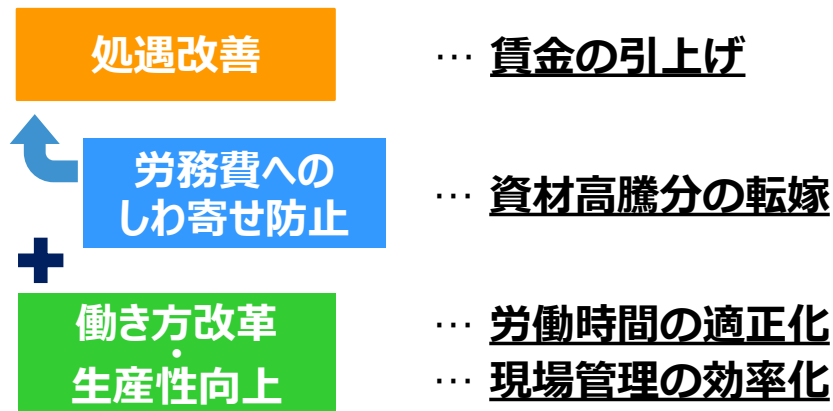 処遇改善 … 賃金の引上げ
労務費への
しわ寄せ防止 … 資材高騰分の転嫁
働き方改革 … 労働時間の適正化
・
生産性向上 … 現場管理の効率化